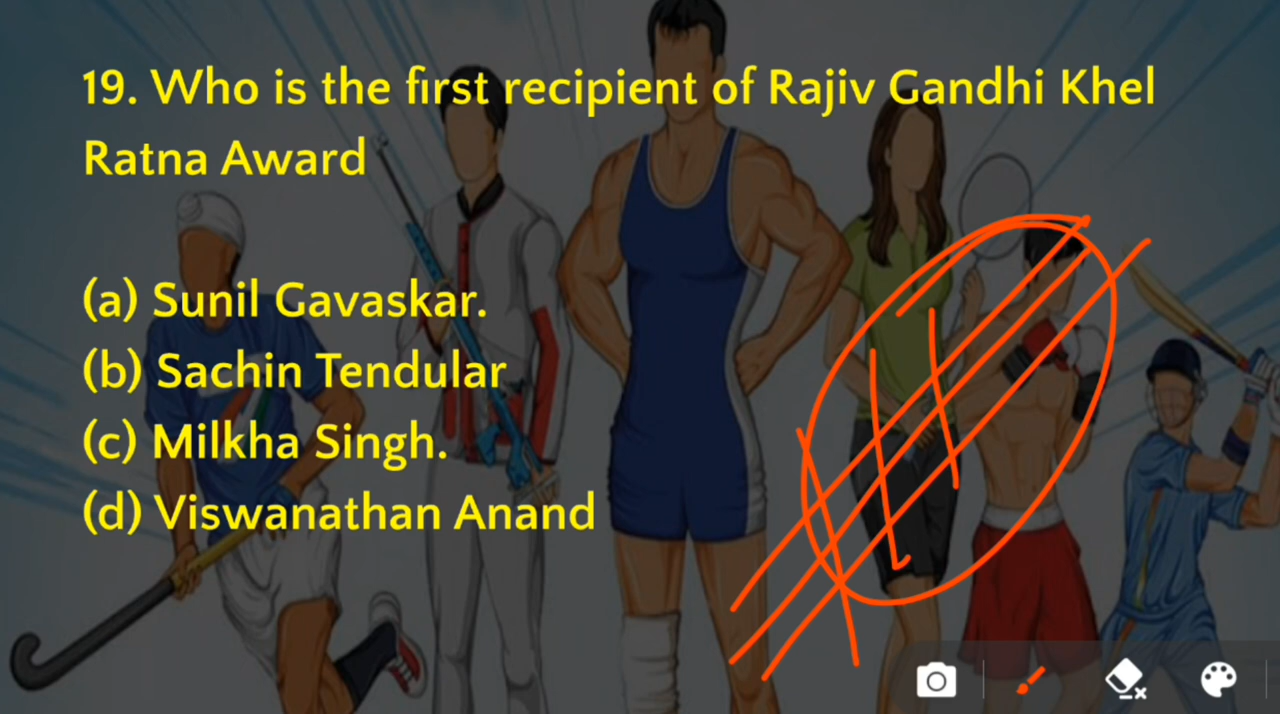 19. Who is the first recipient of Rajiv Gandhi Khel
Ratna Award
(a) Sunil Gavaskar.
(b) Sachin Tendular
(c) Milkha Singh.
(d) Viswanathan Anand